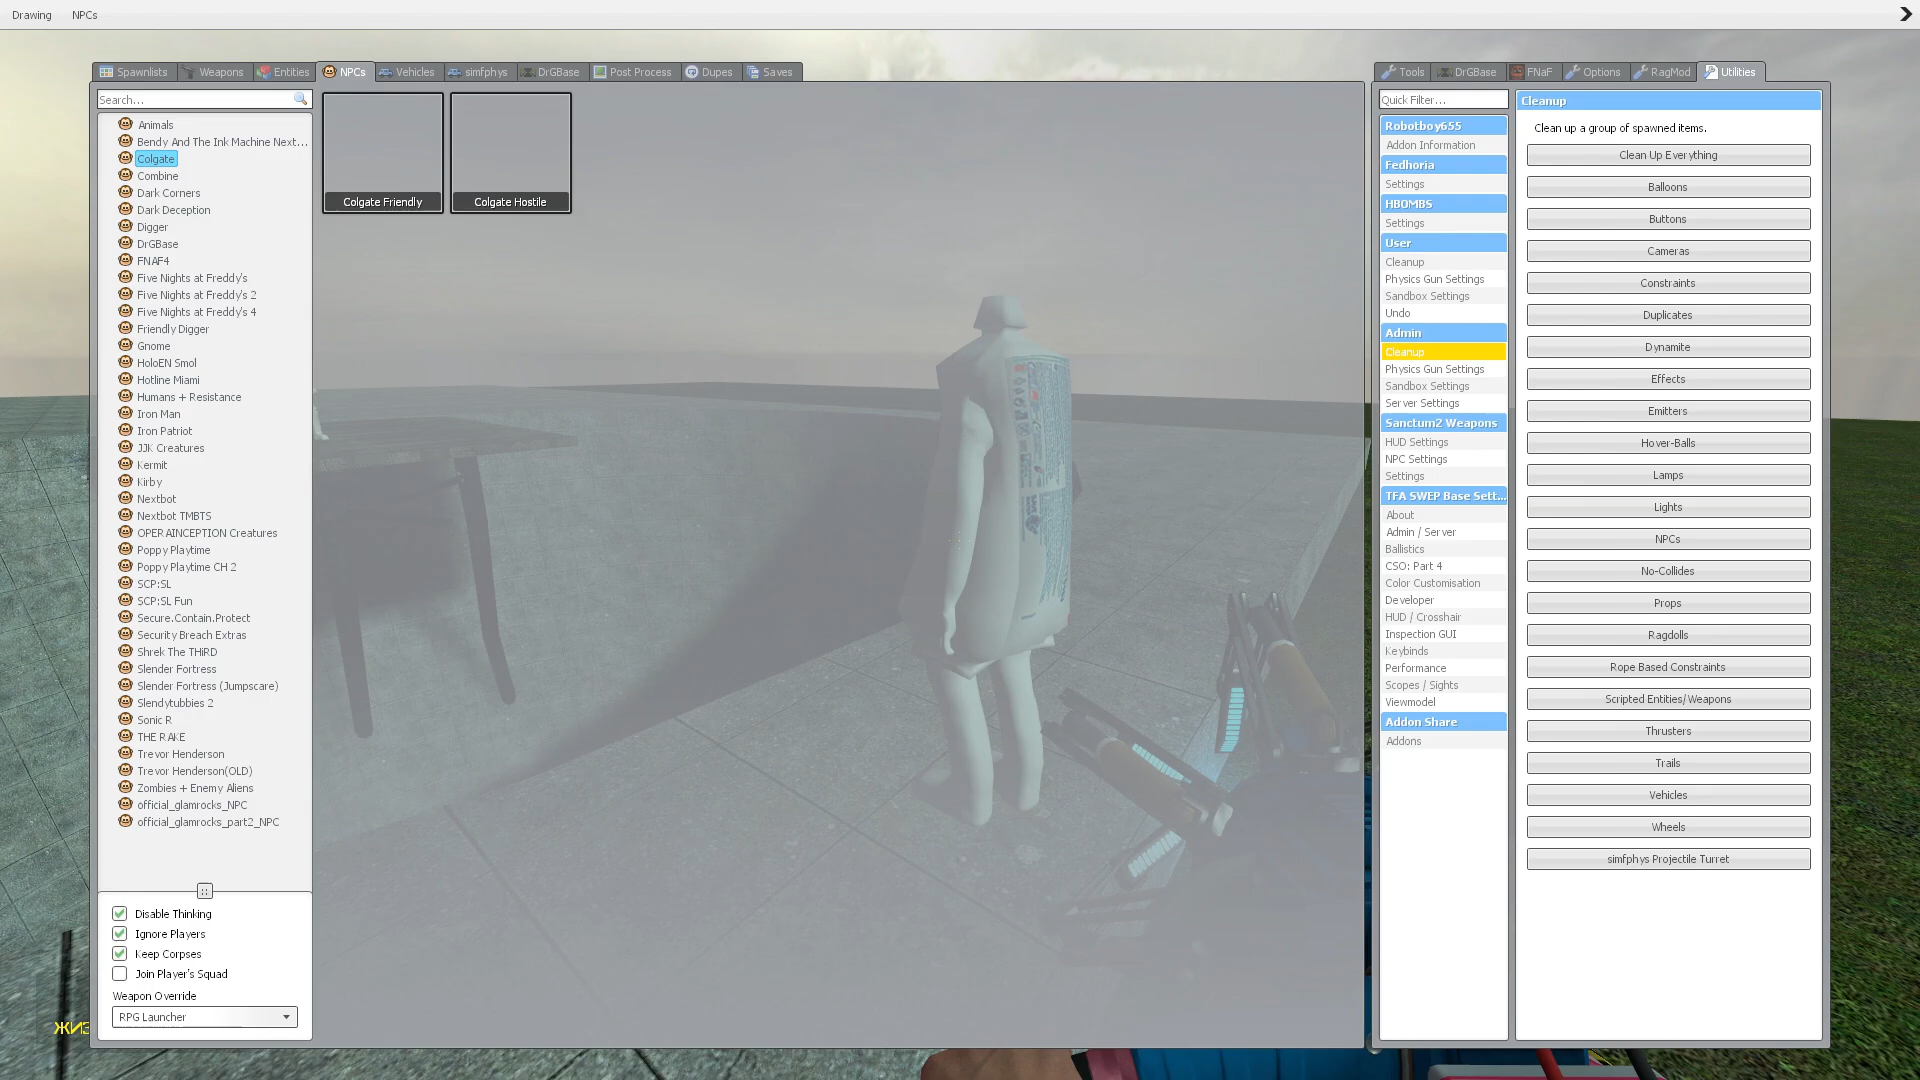 Drawing NPCs
Spawnlists Weapons Entities NPCs Vehicles simfphys DrGBase Post Process Dupes Saves
Search...
Animals
Bendy And The Ink Machine Next...
Colgate
Combine
Dark Corners
Dark Deception
Digger
DrGBase
FNAF4
Five Nights at Freddy's
Five Nights at Freddy's 2
Five Nights at Freddy's 4
Friendly Digger
Gnome
HoloEN Smol
Hotline Miami
Humans + Resistance
Iron Man
Iron Patriot
JJK Creatures
Kermit
Kirby
Nextbot
Nextbot TMBTS
OPERAINCEPTION Creatures
Poppy Playtime
Poppy Playtime CH 2
SCP:SL
SCP:SL Fun
Secure.Contain.Protect
Security Breach Extras
Shrek The THiRD
Slender Fortress
Slender Fortress (Jumpscare)
Slendytubbies 2
Sonic R
THE RAKE
Trevor Henderson
Trevor Henderson(OLD)
Zombies + Enemy Aliens
official_glamrocks_NPC
official_glamrocks_part2_NPC
Disable Thinking
Ignore Players
Keep Corpses
Join Player's Squad
Weapon Override
RPG Launcher
ЖИЗ
Colgate Friendly
Colgate Hostile
Tools DrGBase FNaF Options RagMod Utilities
Quick Filter...
Robotboy655
Addon Information
Fedhoria
Settings
HBOMBS
Settings
User
Cleanup
Physics Gun Settings
Sandbox Settings
Undo
Admin
Cleanup
Physics Gun Settings
Sandbox Settings
Server Settings
Sanctum2 Weapons
HUD Settings
NPC Settings
Settings
TFA SWEP Base Sett...
About
Admin / Server
Ballistics
CSO: Part 4
Color Customisation
Developer
HUD / Crosshair
Inspection GUI
Keybinds
Performance
Scopes / Sights
Viewmodel
Addon Share
Addons
Cleanup
Clean up a group of spawned items.
Clean Up Everything
Balloons
Buttons
Cameras
Constraints
Duplicates
Dynamite
Effects
Emitters
Hover-Balls
Lamps
Lights
NPCs
No-Collides
Props
Ragdolls
Rope Based Constraints
Scripted Entities/Weapons
Thrusters
Trails
Vehicles
Wheels
simfphys Projectile Turret